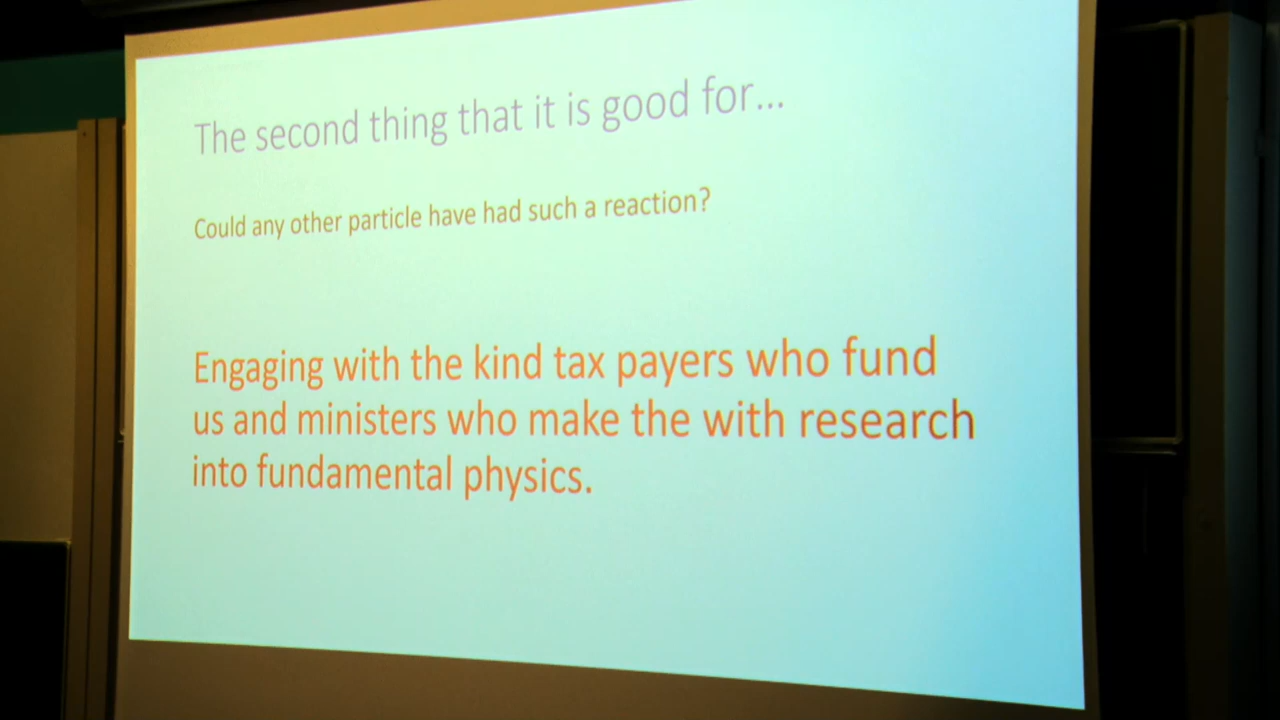 The second thing that it is good for...
Could any other particle have had such a reaction?
Engaging with the kind tax payers who fund
us and ministers who make the with research
into fundamental physics.